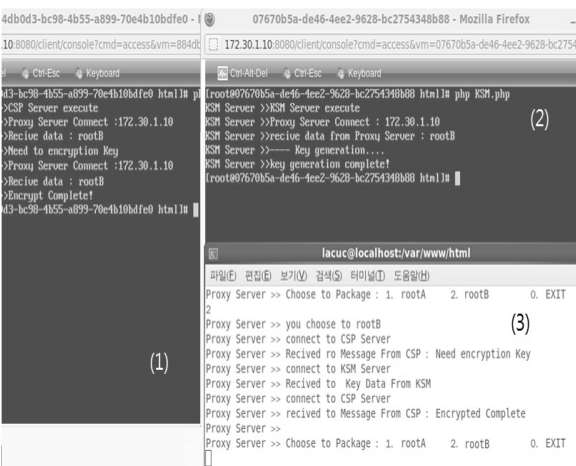 4db0d3-bc98-4b55-a899-70e4b10bdfe0 - M
.10:8080/client/console?cmd=access&vm=884db
el Ctrl-Esc Keyboard
0d3-bc98-4b55-a899-70e4b10bdfe0 html]# pl
>>CSP Server execute
>>Proxy Server Connect :172.30.1.10
>>Recive data : rootB
>>Need to encryption Key
>>Proxy Server Connect :172.30.1.10
>>Recive data : rootB
>>Encrypt Complete!
0d3-bc98-4b55-a899-70e4b10bdfe0 html]#
(1)
07670b5a-de46-4ee2-9628-bc2754348b88 - Mozilla Firefox
172.30.1.10:8080/client/console?cmd=access&vm=07670b5a-de46-4ee2-9628-bc2754
Ctrl-Alt-Del Ctrl-Esc Keyboard
[root@07670b5a-de46-4ee2-9628-bc2754348b88 html]# php KSM.php
KSM Server >>KSM Server execute
KSM Server >>Proxy Server Connect : 172.30.1.10
KSM Server >>recive data from Proxy Server : rootB
KSM Server >>---- Key generation....
KSM Server >>key generation complete!
[root@07670b5a-de46-4ee2-9628-bc2754348b88 html]#
(2)
lacuc@localhost:/var/www/html
파일(F) 편집(E) 보기(V) 검색(S) 터미널(T) 도움말(H)
Proxy Server >> Choose to Package : 1. rootA 2. rootB 0. EXIT
2
Proxy Server >> you choose to rootB
Proxy Server >> connect to CSP Server
Proxy Server >> Recived ro Message From CSP : Need encryption Key
Proxy Server >> connect to KSM Server
Proxy Server >> Recived to Key Data From KSM
Proxy Server >> connect to CSP Server
Proxy Server >> recived to Message From CSP : Encrypted Complete
Proxy Server >>
Proxy Server >> Choose to Package : 1. rootA 2. rootB 0. EXIT
(3)